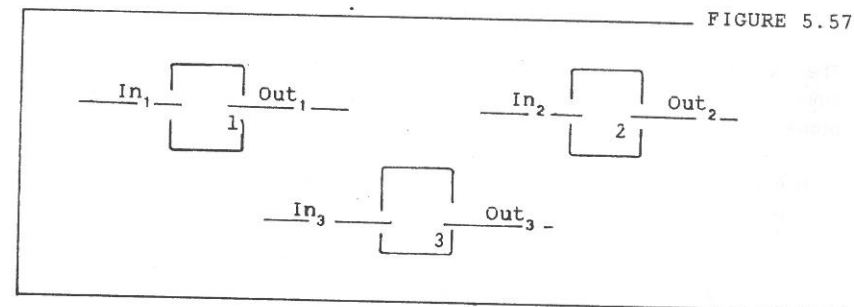 FIGURE 5.57
In₁ Out₁
1
In₂ Out₂
2
In₃ Out₃
3